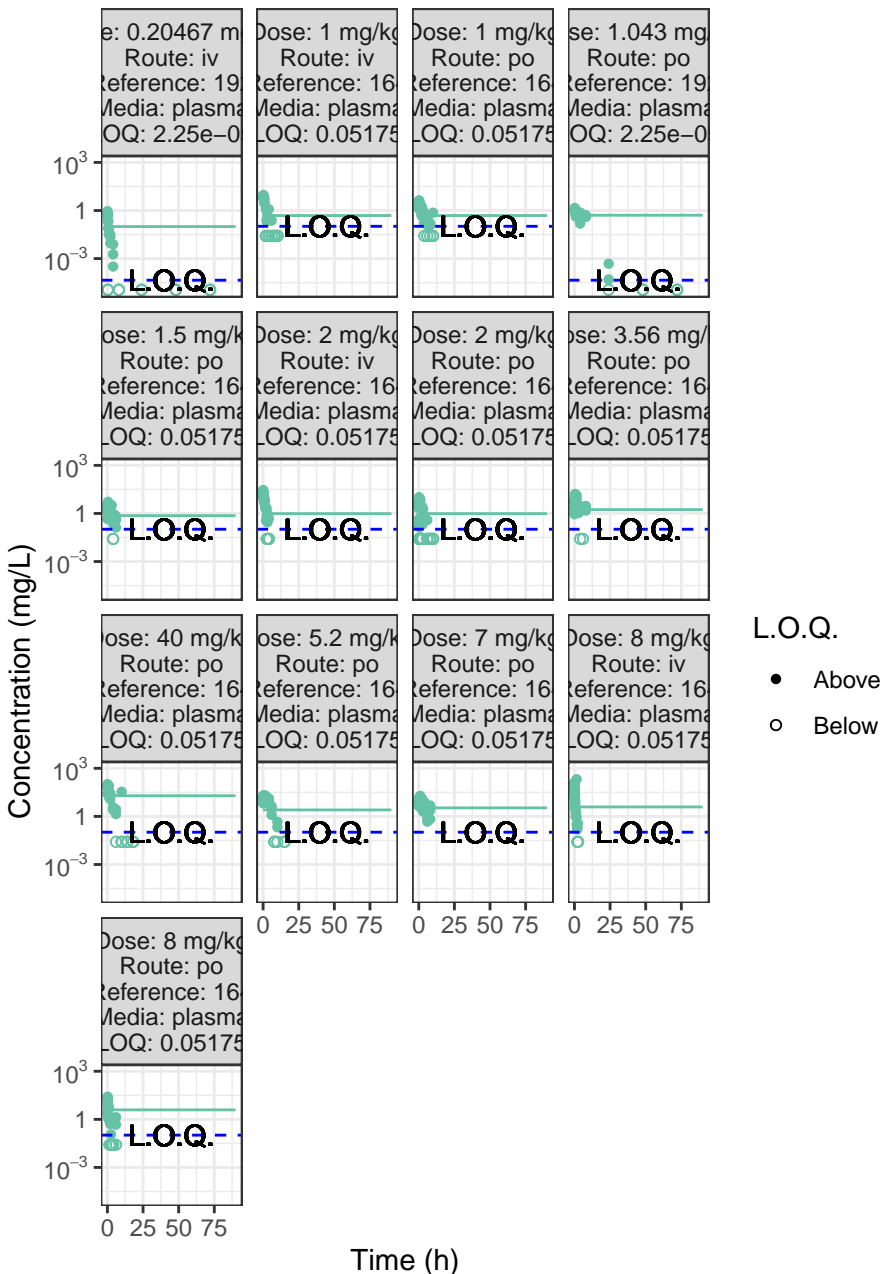 e: 0.20467 m
Route: iv
Reference: 19
Media: plasma
OQ: 2.25e−0
Dose: 1 mg/kg
Route: iv
Reference: 16
Media: plasma
LOQ: 0.05175
Dose: 1 mg/kg
Route: po
Reference: 16
Media: plasma
LOQ: 0.05175
se: 1.043 mg/
Route: po
Reference: 19
Media: plasma
OQ: 2.25e−0
10³
1
10⁻³
L.O.Q.
L.O.Q.
L.O.Q.
L.O.Q.
ose: 1.5 mg/k
Route: po
Reference: 16
Media: plasma
LOQ: 0.05175
Dose: 2 mg/kg
Route: iv
Reference: 16
Media: plasma
LOQ: 0.05175
Dose: 2 mg/kg
Route: po
Reference: 16
Media: plasma
LOQ: 0.05175
ose: 3.56 mg/
Route: po
Reference: 16
Media: plasma
LOQ: 0.05175
10³
1
10⁻³
L.O.Q.
L.O.Q.
L.O.Q.
L.O.Q.
Concentration (mg/L)
Dose: 40 mg/k
Route: po
Reference: 16
Media: plasma
LOQ: 0.05175
ose: 5.2 mg/k
Route: po
Reference: 16
Media: plasma
LOQ: 0.05175
Dose: 7 mg/kg
Route: po
Reference: 16
Media: plasma
LOQ: 0.05175
Dose: 8 mg/kg
Route: iv
Reference: 16
Media: plasma
LOQ: 0.05175
10³
1
10⁻³
L.O.Q.
L.O.Q.
L.O.Q.
L.O.Q.
0 25 50 75
0 25 50 75
0 25 50 75
Dose: 8 mg/kg
Route: po
Reference: 16
Media: plasma
LOQ: 0.05175
10³
1
10⁻³
L.O.Q.
0 25 50 75
Time (h)
L.O.Q.
Above
Below